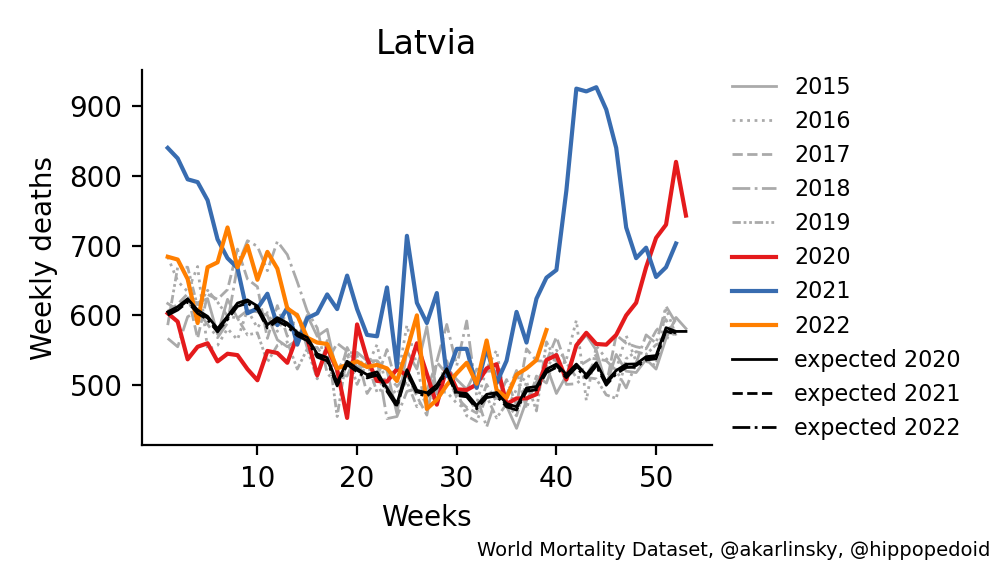 Latvia
Weekly deaths
900
800
700
600
500
10 20 30 40 50
Weeks
2015
2016
2017
2018
2019
2020
2021
2022
expected 2020
expected 2021
expected 2022
World Mortality Dataset, @akarlinsky, @hippopedoid